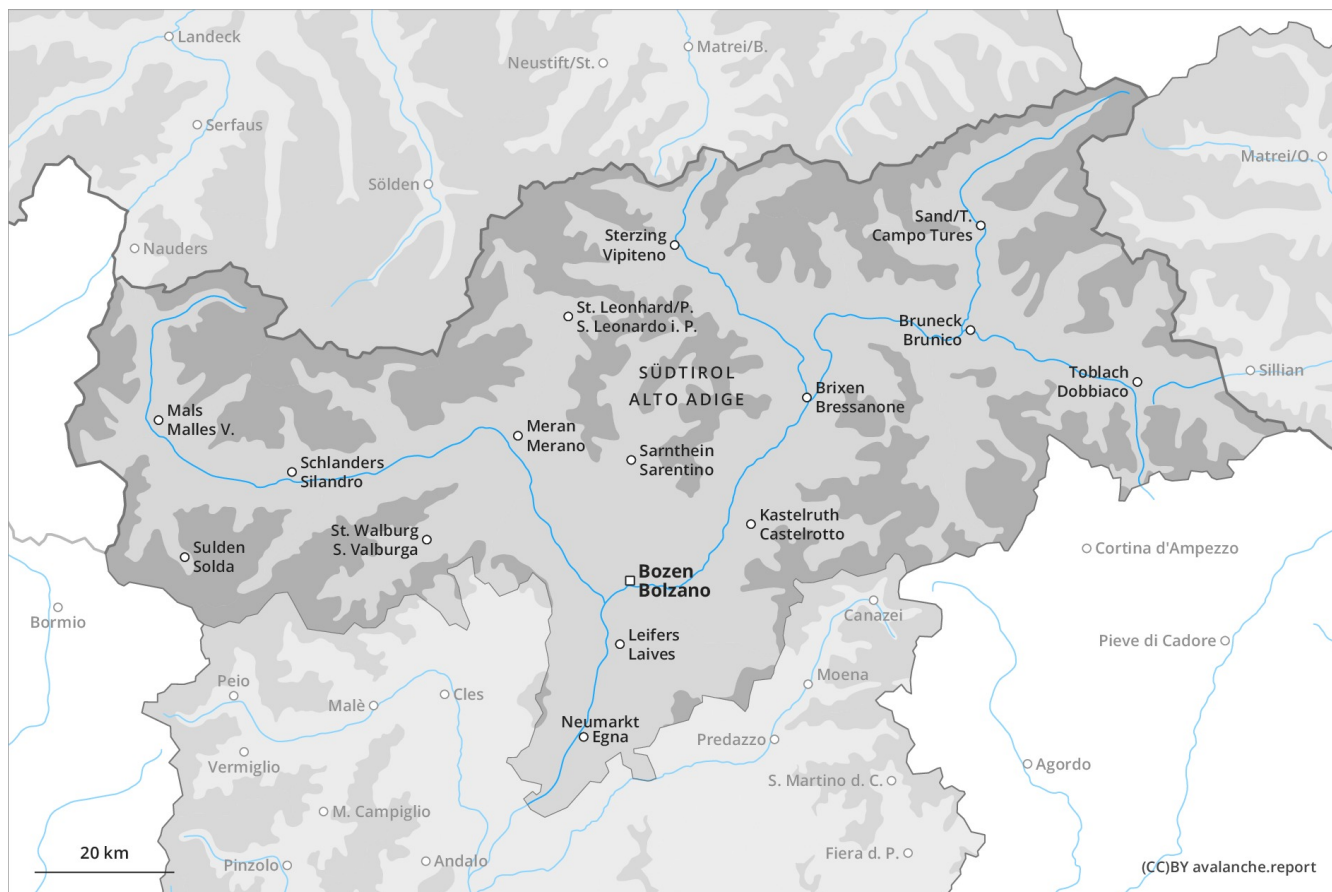 Landeck
Matrei/B.
Neustift/St.
Serfaus
Matrei/O.
Sölden
Sand/T.
Campo Tures
Sterzing
Vipiteno
Nauders
St. Leonhard/P.
S. Leonardo i. P.
Bruneck
Brunico
SÜDTIROL
ALTO ADIGE
Toblach
Dobbiaco
Sillian
Brixen
Bressanone
Mals
Malles V.
Meran
Merano
Sarnthein
Sarentino
Schlanders
Silandro
Kastelruth
Castelrotto
St. Walburg
S. Valburga
Sulden
Solda
Cortina d'Ampezzo
Bozen
Bolzano
Bormio
Canazei
Leifers
Laives
Pieve di Cadore
Peio
Moena
Malè
Cles
Neumarkt
Egna
Predazzo
Vermiglio
Agordo
S. Martino d. C.
M. Campiglio
20 km
Pinzolo
Andalo
Fiera d. P.
(CC)BY avalanche.report